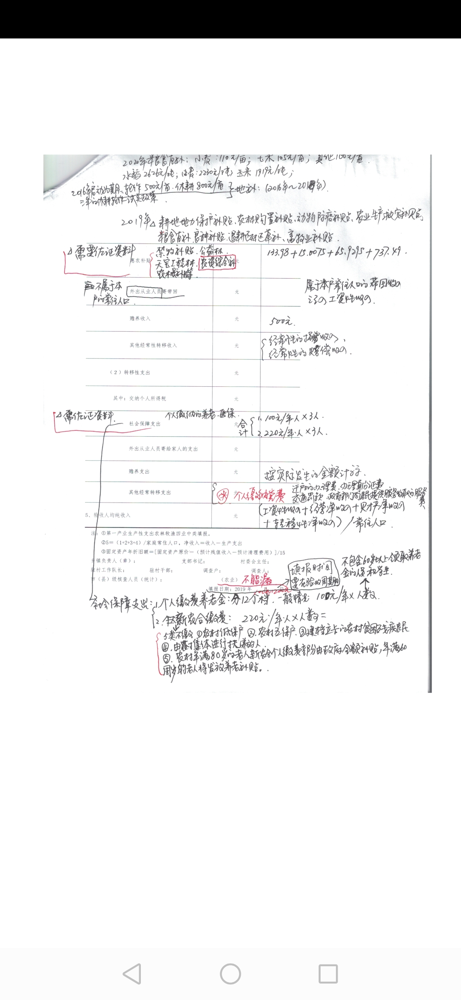 2020年粮食直补：小麦：110元/亩；玉米105元/亩；其他100元/亩.
水稻2626元/吨；小麦:2230元/吨；玉米1919元/吨；
2016年启动为期 轮作500元/亩.休耕800元/亩 地补：(2016年～2018年).
三年的休耕轮作试点政策.
2019年△耕地地力保护补贴、农机购置补贴、动物防疫补贴、农业生产救灾补贴
粮食直补.良种补贴.退耕还林还草补、畜牧业补贴.
△需要佐证资料 禁牧补贴.公益林. 133.98+15.0075+65.9295+737.49.
惠农补贴 天宝工程林.农资综合补 元
农机购补等.
不属于本 外出从业人员寄带回 元 属于本户常住人口的带回收入
户的常住人口. 记入工资性收入.
赡养收入 元 500元.
其他经常性转移收入 元 经常性的捐赠收入、
经常性的赔偿收入.
（2）转移性支出 元
其中：交纳个人所得税 元
△需佐证资料. 个人缴纳的养老.医保. 1.100元/年.人×3人.
社会保障支出 元 合计 2.220元/年.人×3人.
外出从业人员寄给家人的支出 元
赡养支出 元 按实际发生的金额计算.
迁户口的办理费.办理身份证费
其他经常转移支出 元 个人缴纳党费 交通罚款.政府部门向居民提供服务收取的服务费
5、验收人均纯收入 元 (工资性收入+经营净收入+财产净收入
+转移性净收入)/常住人口.
注：①第一产业生产性支出农林牧渔四业中类填报。
②5＝（1+2+3+4）/家庭常住人口，净收入＝收入－生产支出
③固定资产年折旧额＝[固定资产原价－（预计残值收入－预计清理费用）]/15
乡镇负责人（章）： 支部书记： 村委会主任： 不包含60岁以上领取养老
驻村工作队长： 驻村干部： 调查户： 调查人： 填报时间 金的人员和学生.
市（县）级核查人员（统计）： （农业） 不能漏 要在验收周期内
填报日期：2019 年 月 日
社会保障支出：1.个人缴费养老金：分12个档.一般情况 100元/年×人数.
2.新农合缴费：220元/年.人×人数=
5类不缴 ①农村低保户 ②.农村五保户.③建档立卡的农村贫困残疾农民
④.由农村集体进行扶养的人.
⑤.农村年满80岁的老人新农合个人缴费部分由政府全额补贴,年满60
周岁的老人将发放养老补贴。.